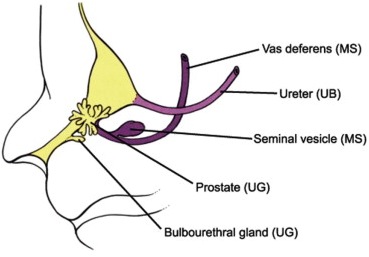 Vas deferens (MS)
Ureter (UB)
Seminal vesicle (MS)
Prostate (UG)
Bulbourethral gland (UG)